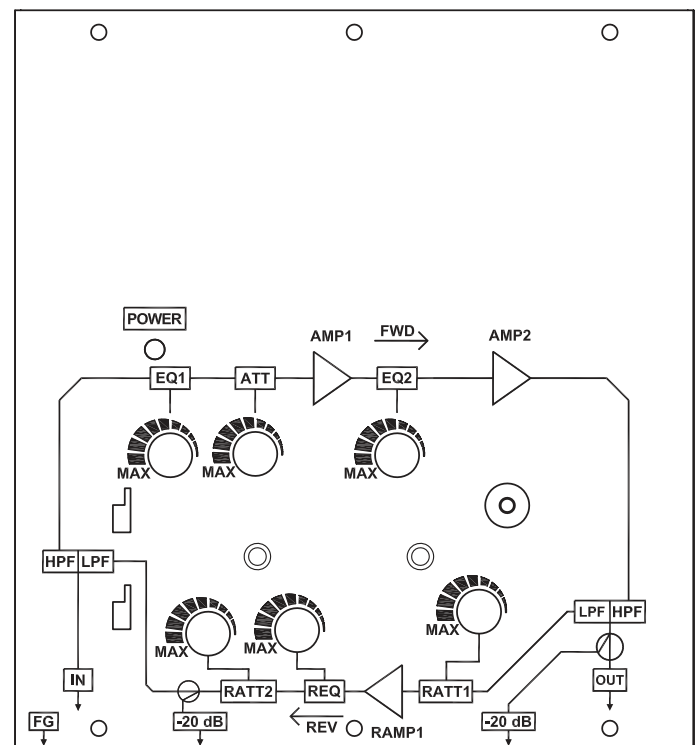 POWER
AMP1
FWD
AMP2
EQ1
ATT
EQ2
MAX
MAX
MAX
HPF LPF
LPF HPF
MAX
MAX
MAX
IN
RATT2
REQ
RATT1
OUT
FG
-20 dB
REV
RAMP1
-20 dB